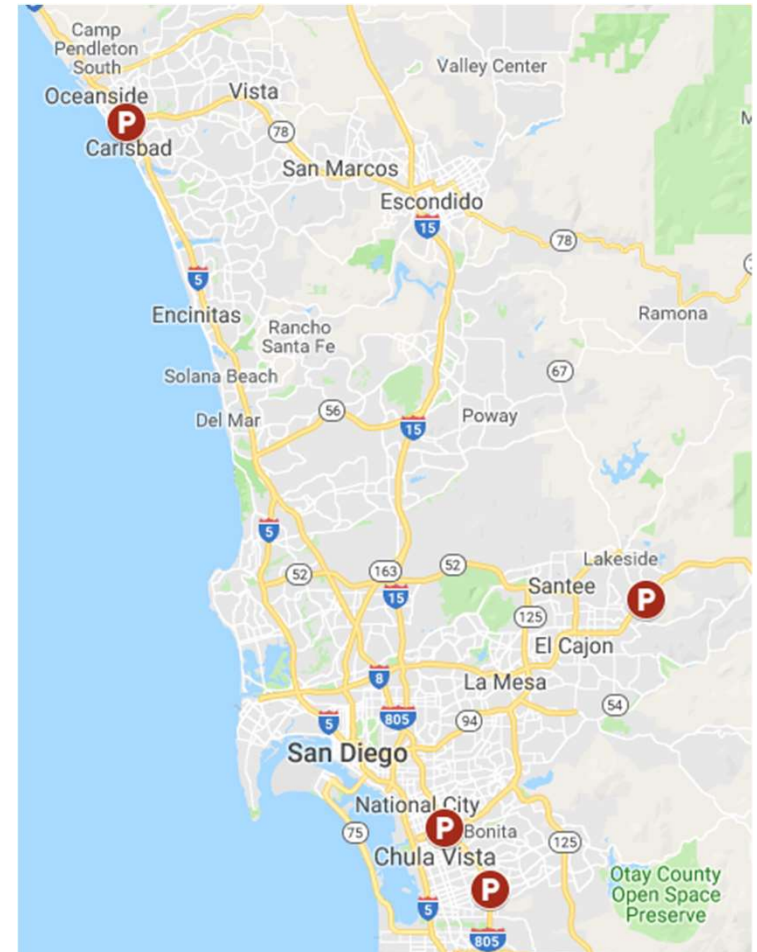 Camp
Pendleton
South
Valley Center
Oceanside
Vista
M
P
78
Carlsbad
San Marcos
Escondido
15
78
5
Encinitas
Ramona
Rancho
Santa Fe
67
Solana Beach
56
Del Mar
Poway
15
5
Lakeside
52
163
52
Santee
15
P
125
El Cajon
8
La Mesa
54
5
805
94
San Diego
National City
P
Bonita
75
125
Chula Vista
Otay County
Open Space
Preserve
P
5
805